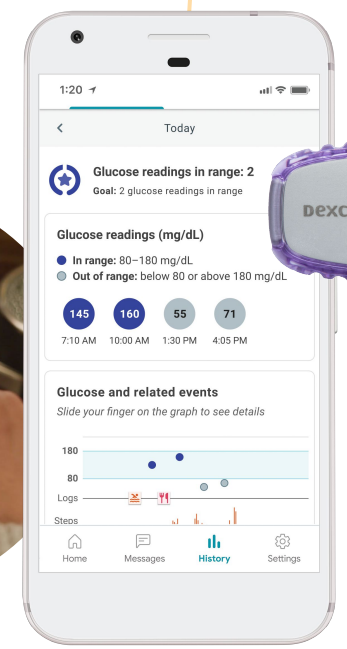 1:20
Today
Glucose readings in range: 2
Goal: 2 glucose readings in range
Glucose readings (mg/dL)
In range: 80–180 mg/dL
Out of range: below 80 or above 180 mg/dL
145 160 55 71
7:10 AM 10:00 AM 1:30 PM 4:05 PM
Glucose and related events
Slide your finger on the graph to see details
180
80
Logs
Steps
Home Messages History Settings
DEXC